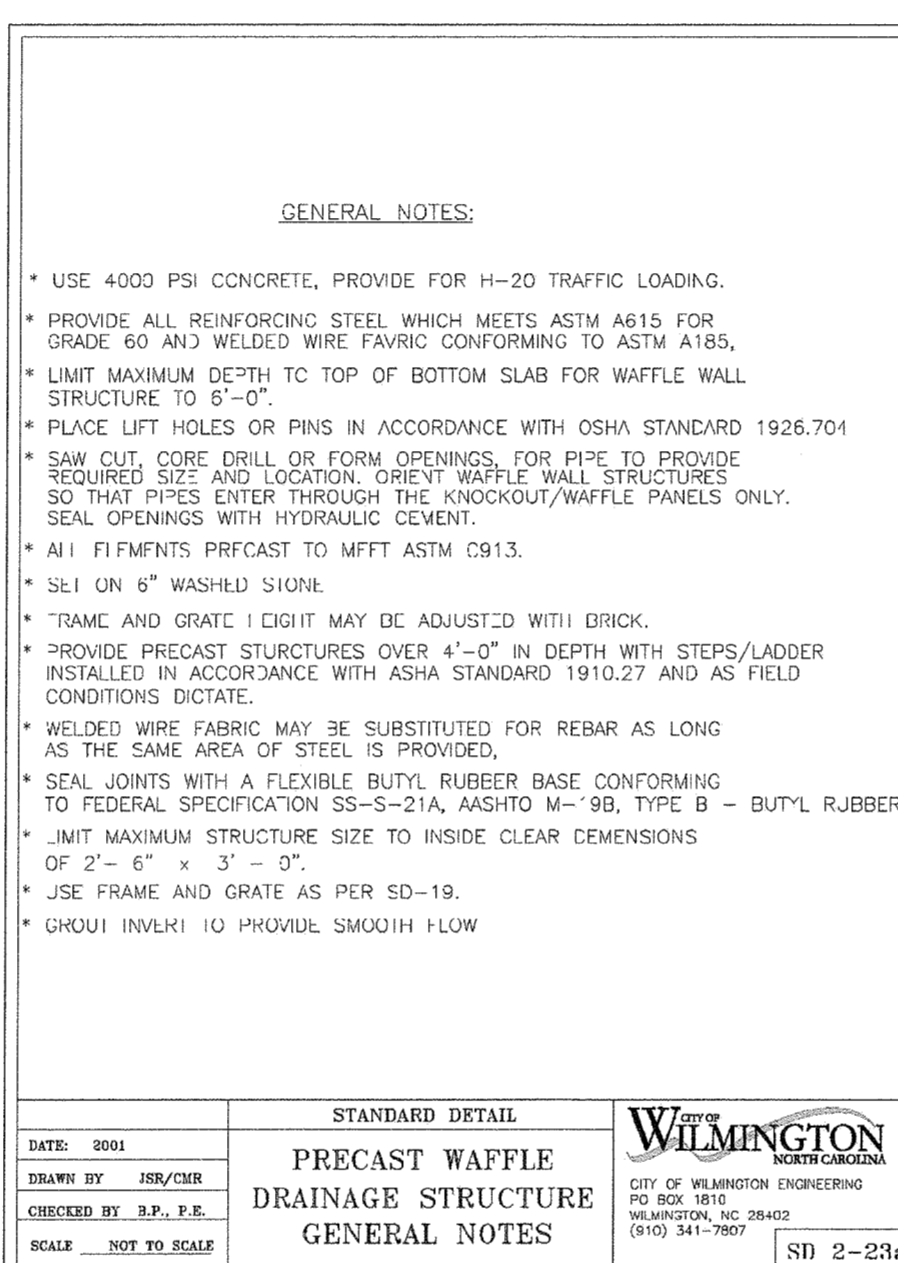 GENERAL NOTES:
* USE 4000 PSI CONCRETE, PROVIDE FOR H-20 TRAFFIC LOADING.
* PROVIDE ALL REINFORCING STEEL WHICH MEETS ASTM A615 FOR
GRADE 60 AND WELDED WIRE FAVRIC CONFORMING TO ASTM A185,
* LIMIT MAXIMUM DEPTH TO TOP OF BOTTOM SLAB FOR WAFFLE WALL
STRUCTURE TO 6'-0".
* PLACE LIFT HOLES OR PINS IN ACCORDANCE WITH OSHA STANDARD 1926.704
* SAW CUT, CORE DRILL OR FORM OPENINGS, FOR PIPE TO PROVIDE
REQUIRED SIZE AND LOCATION. ORIENT WAFFLE WALL STRUCTURES
SO THAT PIPES ENTER THROUGH THE KNOCKOUT/WAFFLE PANELS ONLY.
SEAL OPENINGS WITH HYDRAULIC CEMENT.
* ALL ELEMENTS PRECAST TO MEET ASTM C913.
* SET ON 6" WASHED STONE
* FRAME AND GRATE HEIGHT MAY BE ADJUSTED WITH BRICK.
* PROVIDE PRECAST STURCTURES OVER 4'-0" IN DEPTH WITH STEPS/LADDER
INSTALLED IN ACCORDANCE WITH ASHA STANDARD 1910.27 AND AS FIELD
CONDITIONS DICTATE.
* WELDED WIRE FABRIC MAY BE SUBSTITUTED FOR REBAR AS LONG
AS THE SAME AREA OF STEEL IS PROVIDED,
* SEAL JOINTS WITH A FLEXIBLE BUTYL RUBBER BASE CONFORMING
TO FEDERAL SPECIFICATION SS-S-21A, AASHTO TYPE B - BUTYL RUBBER
* LIMIT MAXIMUM STRUCTURE SIZE TO INSIDE CLEAR DEMENSIONS
OF 2'- 6" x 3' - 0".
* USE FRAME AND GRATE AS PER SD-19.
* GROUT INVERT TO PROVIDE SMOOTH FLOW
STANDARD DETAIL
PRECAST WAFFLE
DRAINAGE STRUCTURE
GENERAL NOTES
DATE: 2001
DRAWN BY JSR/CMR
CHECKED BY B.P., P.E.
SCALE NOT TO SCALE
CITY OF
WILMINGTON
NORTH CAROLINA
CITY OF WILMINGTON ENGINEERING
PO BOX 1810
WILMINGTON, NC 28402
(910) 341-7807
SD 2-23a